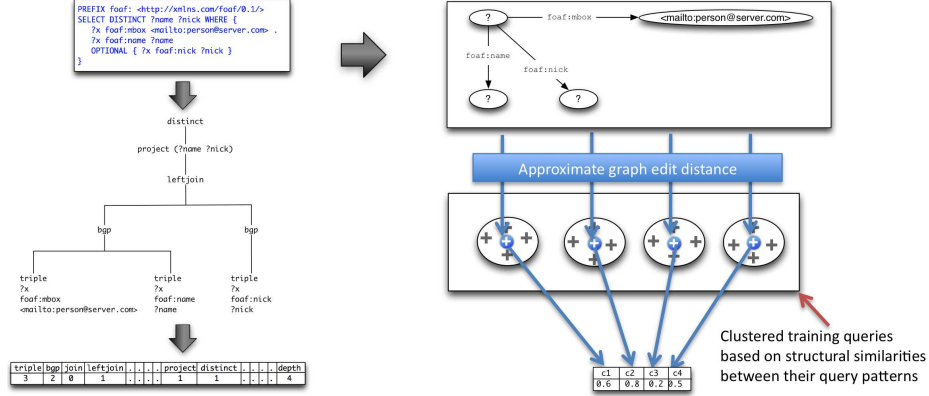 PREFIX foaf: <http://xmlns.com/foaf/0.1/>
SELECT DISTINCT ?name ?nick WHERE {
?x foaf:mbox <mailto:person@server.com> .
?x foaf:name ?name
OPTIONAL { ?x foaf:nick ?nick }
}
distinct
project (?name ?nick)
leftjoin
bgp bgp
triple triple triple
?x ?x ?x
foaf:mbox foaf:name foaf:nick
<mailto:person@server.com> ?name ?nick
triple bgp join leftjoin . . . . project distinct . . . . depth
3 2 0 1 . . . . 1 1 . . . . 4
? foaf:mbox <mailto:person@server.com>
foaf:name
foaf:nick
? ?
Approximate graph edit distance
Clustered training queries
based on structural similarities
between their query patterns
c1 c2 c3 c4
0.6 0.8 0.2 0.5